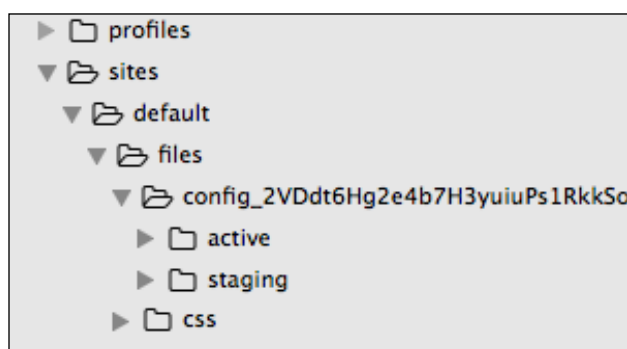 profiles
sites
default
files
config_2VDdt6Hg2e4b7H3yuiuPs1RkkSo
active
staging
css